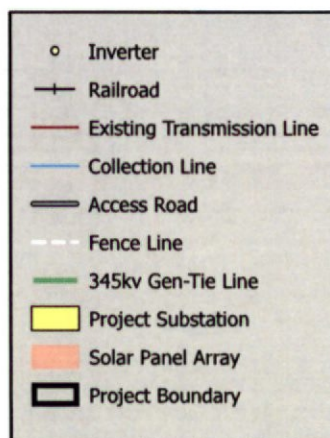 Inverter
Railroad
Existing Transmission Line
Collection Line
Access Road
Fence Line
345kv Gen-Tie Line
Project Substation
Solar Panel Array
Project Boundary